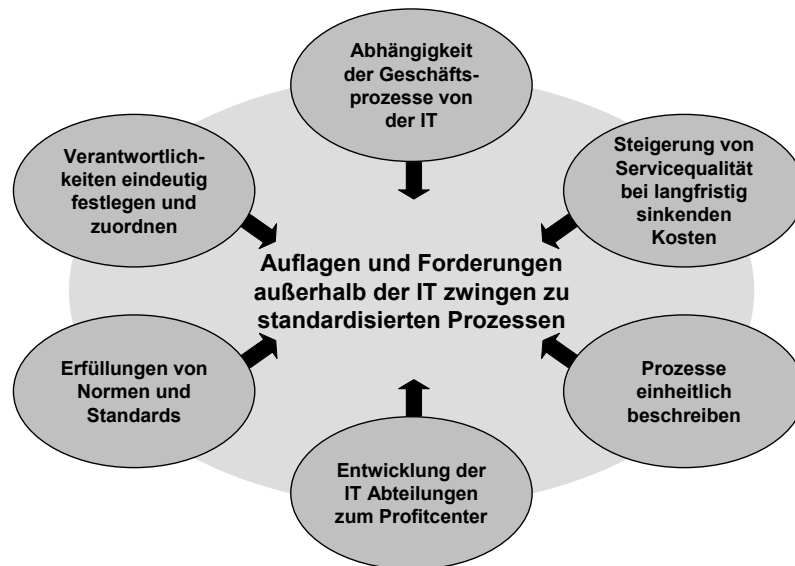 Abhängigkeit
der Geschäfts-
prozesse von
der IT
Steigerung von
Servicequalität
bei langfristig
sinkenden
Kosten
Prozesse
einheitlich
beschreiben
Entwicklung der
IT Abteilungen
zum Profitcenter
Erfüllungen von
Normen und
Standards
Verantwortlich-
keiten eindeutig
festlegen und
zuordnen
Auflagen und Forderungen
außerhalb der IT zwingen zu
standardisierten Prozessen